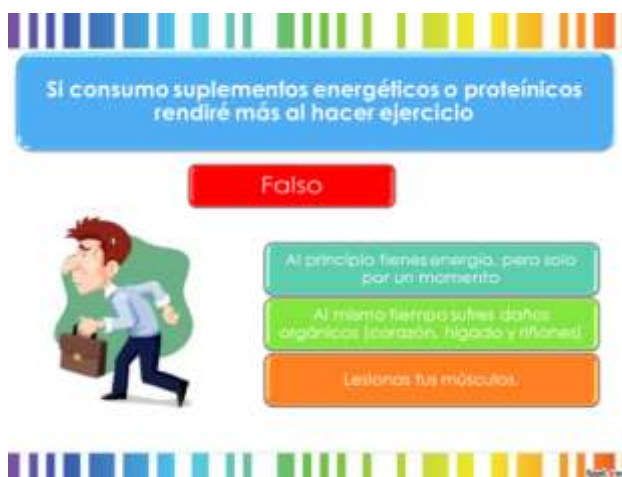 Si consumo suplementos energéticos o proteínicos
rendiré más al hacer ejercicio
Falso
Al principio tienes energía, pero solo
por un momento
Al mismo tiempo sufres daños
orgánicos (corazón, hígado y riñones)
Lesionas tus músculos.